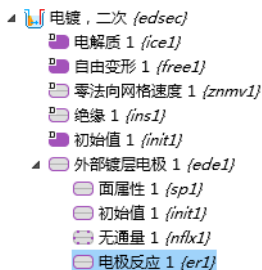 电镀，二次 {edsec}
电解质 1 {ice1}
自由变形 1 {free1}
零法向网格速度 1 {znmv1}
绝缘 1 {ins1}
初始值 1 {init1}
外部镀层电极 1 {ede1}
面属性 1 {sp1}
初始值 1 {init1}
无通量 1 {nflx1}
电极反应 1 {er1}